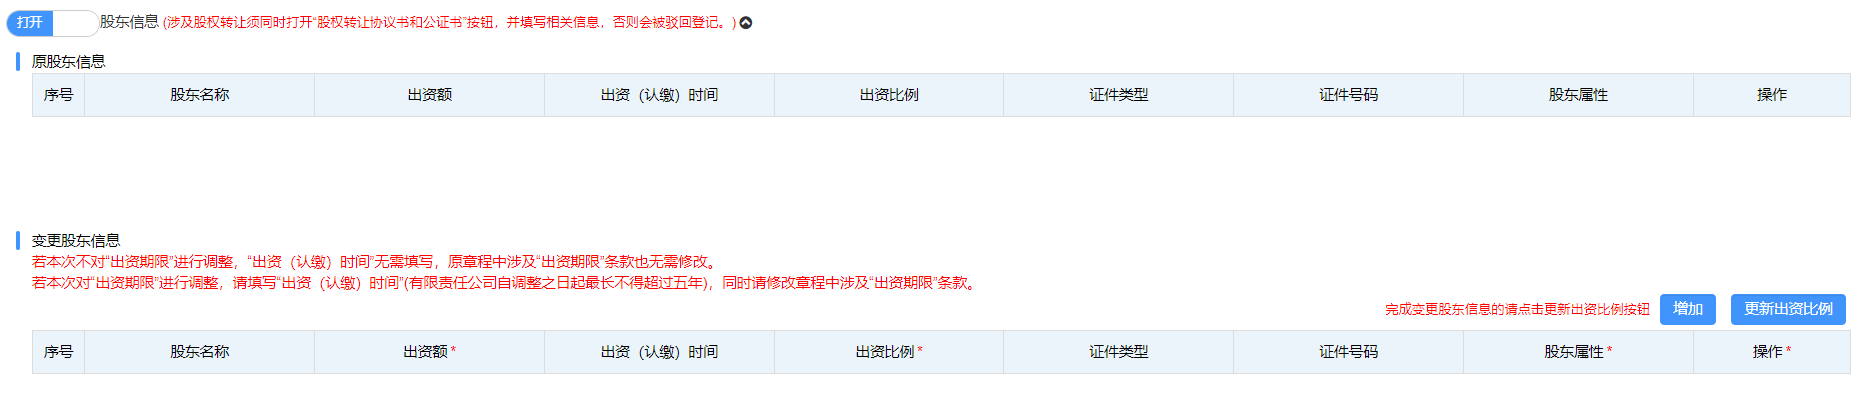 打开 股东信息 (涉及股权转让须同时打开“股权转让协议书和公证书”按钮，并填写相关信息，否则会被驳回登记。)
原股东信息
序号 股东名称 出资额 出资（认缴）时间 出资比例 证件类型 证件号码 股东属性 操作
变更股东信息
若本次不对“出资期限”进行调整，“出资（认缴）时间”无需填写，原章程中涉及“出资期限”条款也无需修改。
若本次对“出资期限”进行调整，请填写“出资（认缴）时间”(有限责任公司自调整之日起最长不得超过五年)，同时请修改章程中涉及“出资期限”条款。
完成变更股东信息的请点击更新出资比例按钮 增加 更新出资比例
序号 股东名称 出资额* 出资（认缴）时间 出资比例* 证件类型 证件号码 股东属性* 操作*